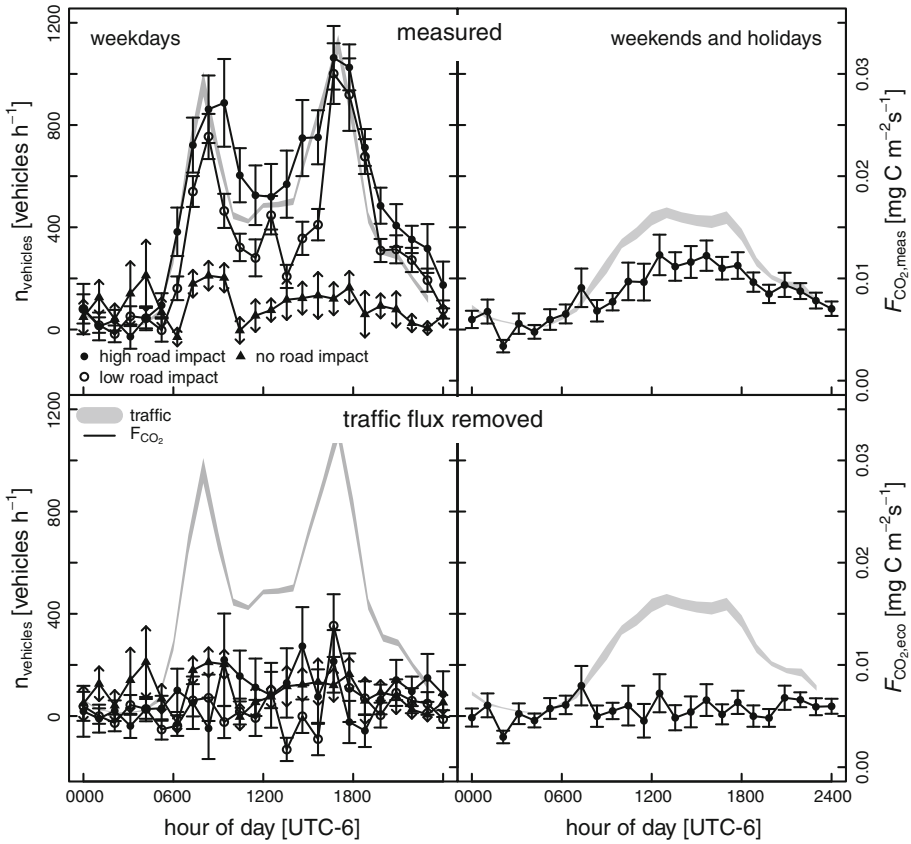 weekdays
measured
weekends and holidays
1200
800
400
0
n_vehicles [vehicles h⁻¹]
0.03
0.02
0.01
0.00
F_CO₂,meas [mg C m⁻²s⁻¹]
high road impact
no road impact
low road impact
traffic
F_CO₂
traffic flux removed
1200
800
400
0
n_vehicles [vehicles h⁻¹]
0.03
0.02
0.01
0.00
F_CO₂,eco [mg C m⁻²s⁻¹]
0000 0600 1200 1800 0000 0600 1200 1800 2400
hour of day [UTC-6]
hour of day [UTC-6]